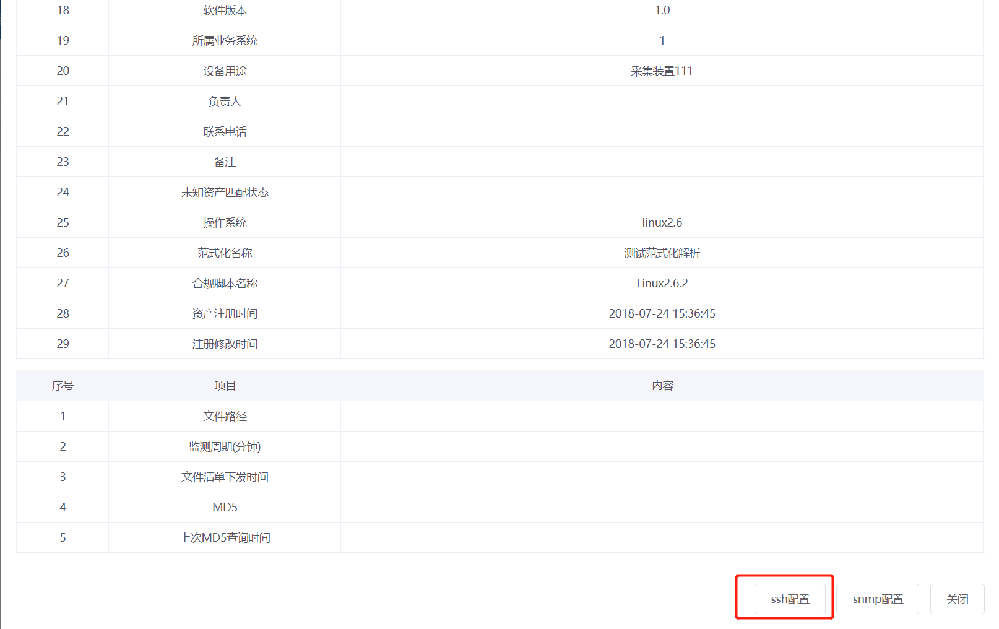 18 软件版本 1.0
19 所属业务系统 1
20 设备用途 采集装置111
21 负责人
22 联系电话
23 备注
24 未知资产匹配状态
25 操作系统 linux2.6
26 范式化名称 测试范式化解析
27 合规脚本名称 Linux2.6.2
28 资产注册时间 2018-07-24 15:36:45
29 注册修改时间 2018-07-24 15:36:45
序号 项目 内容
1 文件路径
2 监测周期(分钟)
3 文件清单下发时间
4 MD5
5 上次MD5查询时间
ssh配置 snmp配置 关闭